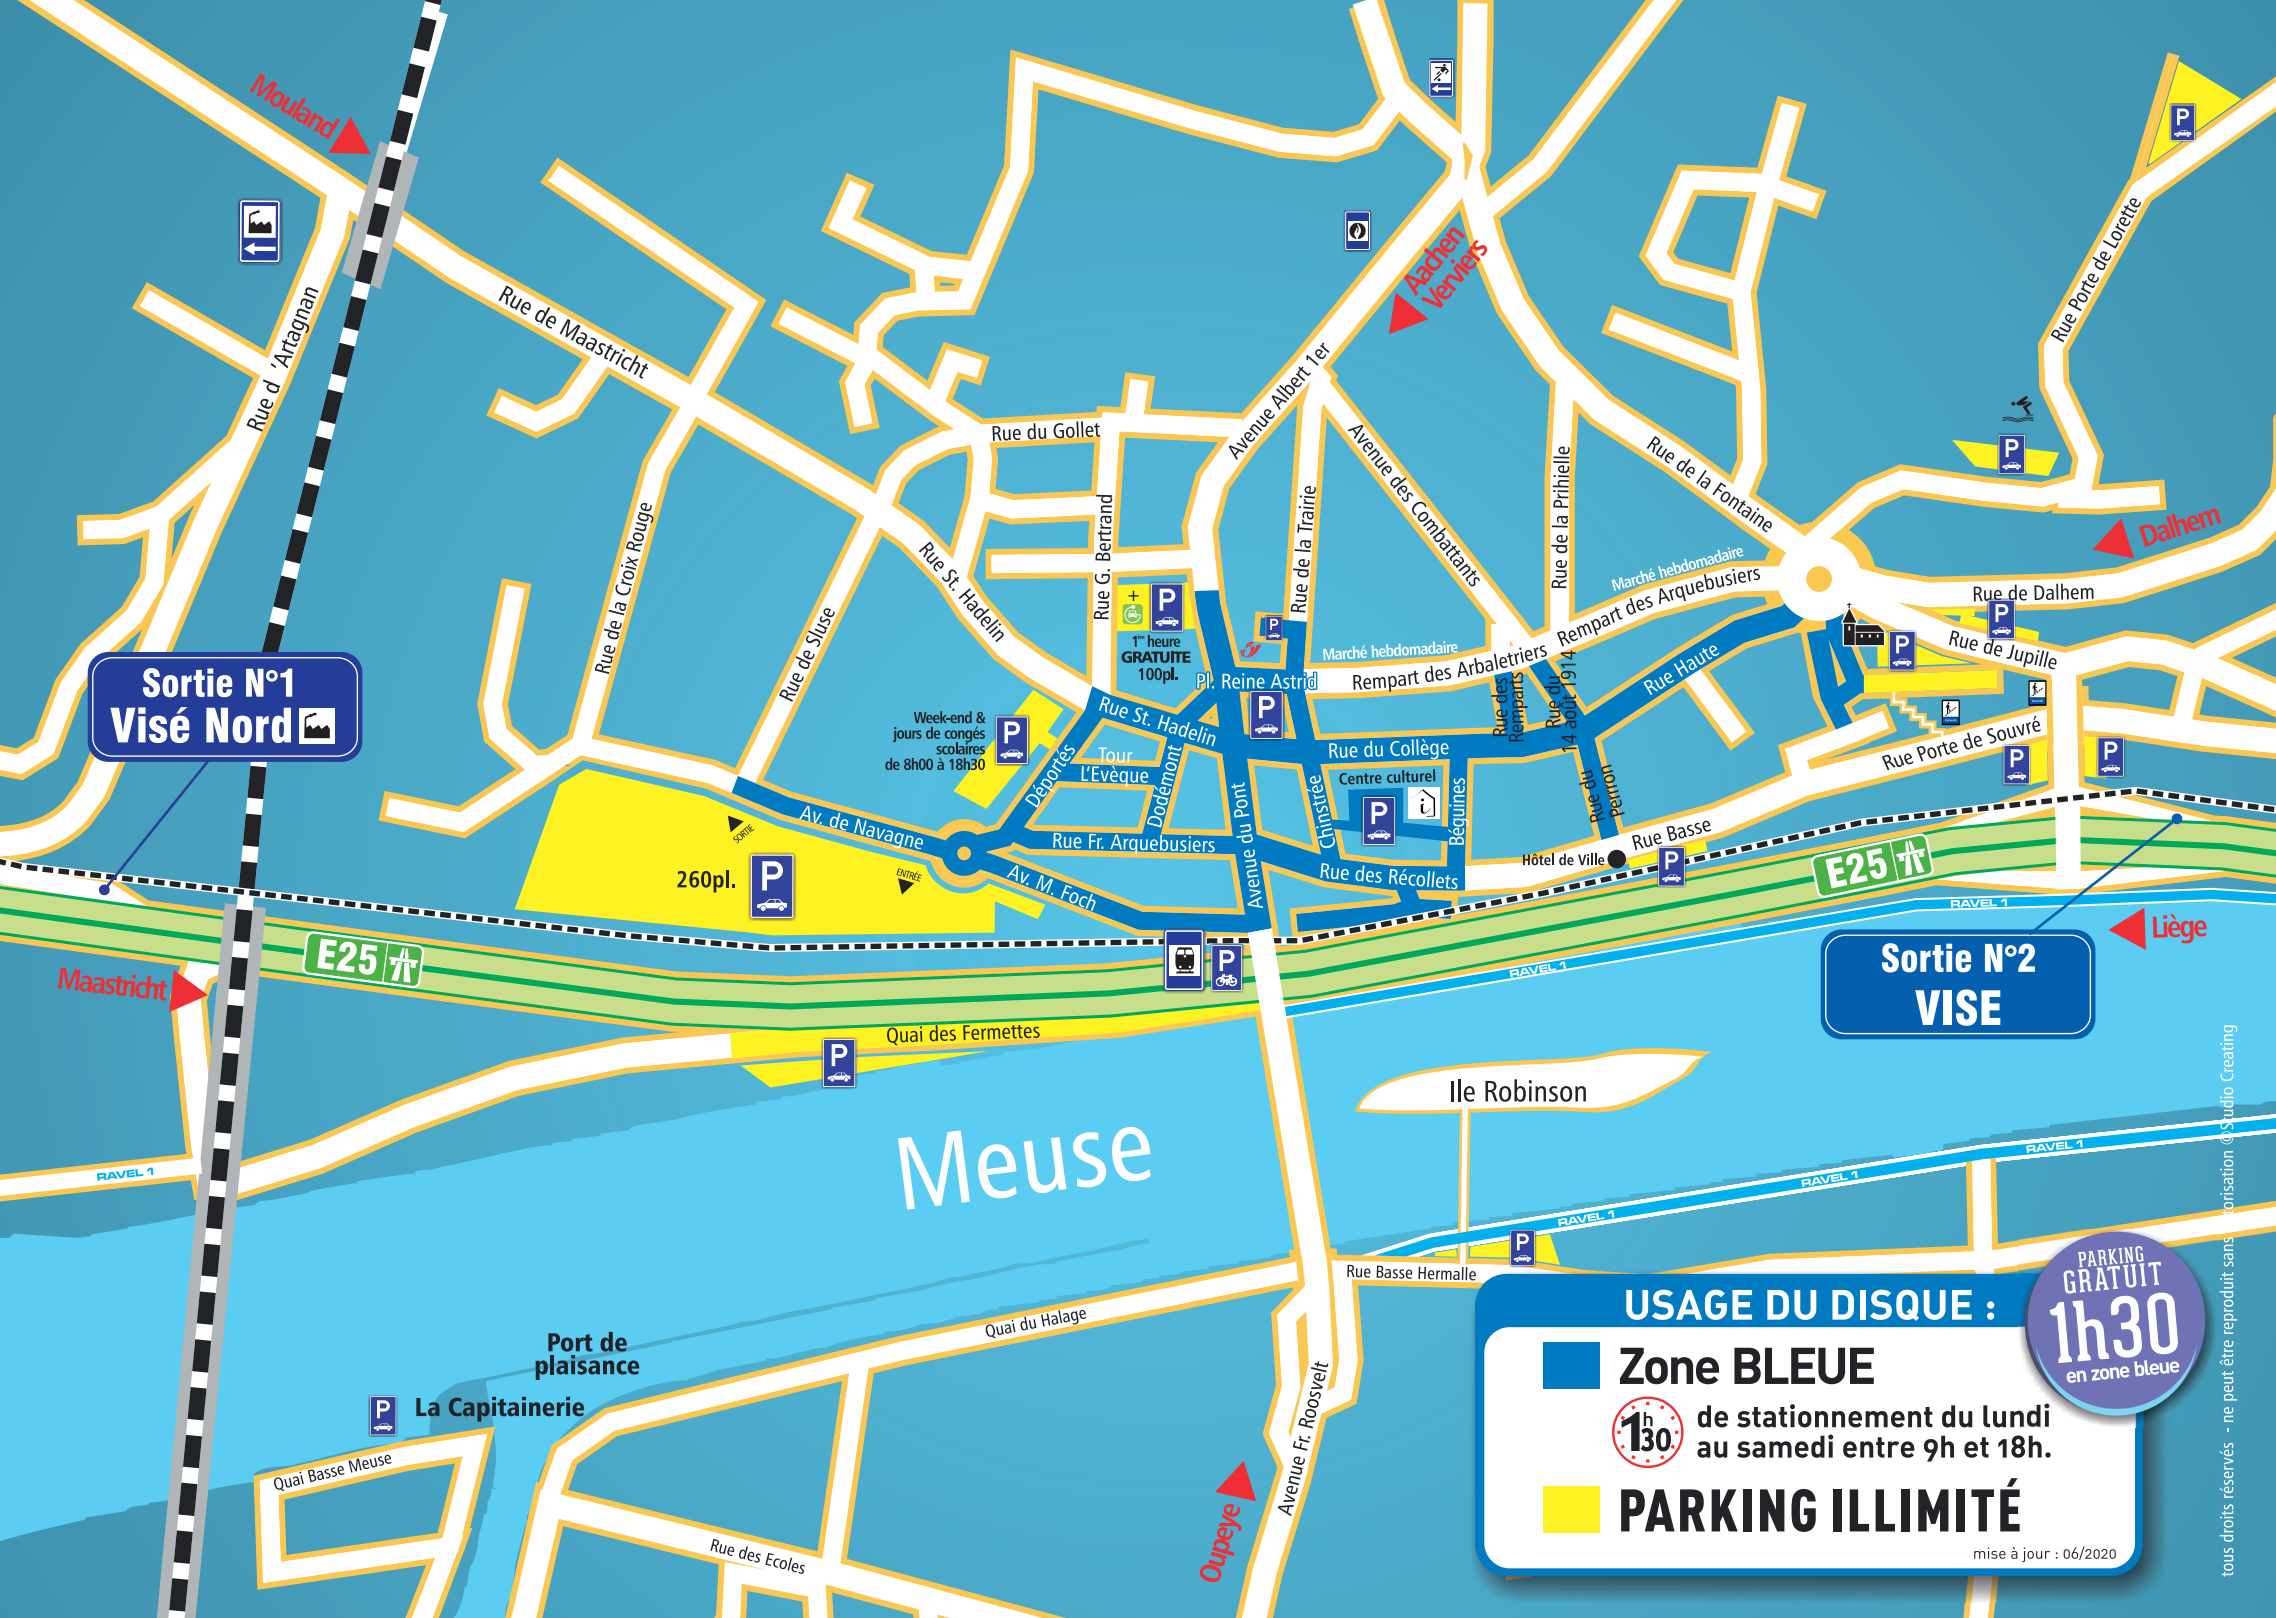 Mouland
Rue d 'Artagnan
Rue de Maastricht
Aachen
Verviers
Rue Porte de Lorette
P
P
Dalhem
Rue du Gollet
Avenue Albert 1er
Avenue des Combattants
Rue de la Prihielle
Rue de la Fontaine
Rue de la Croix Rouge
Rue de Sluse
Rue St. Hadelin
Rue G. Bertrand
Rue de la Trairie
Marché hebdomadaire
Rempart des Arquebusiers
Rue de Dalhem
Rue de Jupille
P
P
+
P
1ère heure
GRATUITE
100pl.
P
Marché hebdomadaire
Rempart des Arbaletriers
Pl. Reine Astrid
P
Rue des
Remparts
Rue du
14 août 1914
Rue Haute
Rue Porte de Souvré
P
P
Sortie N°1
Visé Nord
Week-end &
jours de congés
scolaires
de 8h00 à 18h30
P
Rue St. Hadelin
Déportés
Tour
L'Evèque
Dodémont
Rue du Collège
Centre culturel
P
i
Chinstrée
Béguines
Rue du
Perron
Rue Basse
Hôtel de Ville
P
SORTIE
Av. de Navagne
Rue Fr. Arquebusiers
Avenue du Pont
Rue des Récollets
260pl.
P
ENTRÉE
Av. M. Foch
E25
E25
RAVEL 1
Liège
Sortie N°2
VISE
Maastricht
P
RAVEL 1
Quai des Fermettes
P
Ile Robinson
Meuse
RAVEL 1
RAVEL 1
RAVEL 1
RAVEL 1
P
Rue Basse Hermalle
Quai du Halage
Port de
plaisance
P
La Capitainerie
Quai Basse Meuse
Avenue Fr. Roosvelt
Oupeye
Rue des Ecoles
USAGE DU DISQUE :
PARKING
GRATUIT
1h30
en zone bleue
Zone BLEUE
1h30
de stationnement du lundi
au samedi entre 9h et 18h.
PARKING ILLIMITÉ
mise à jour : 06/2020